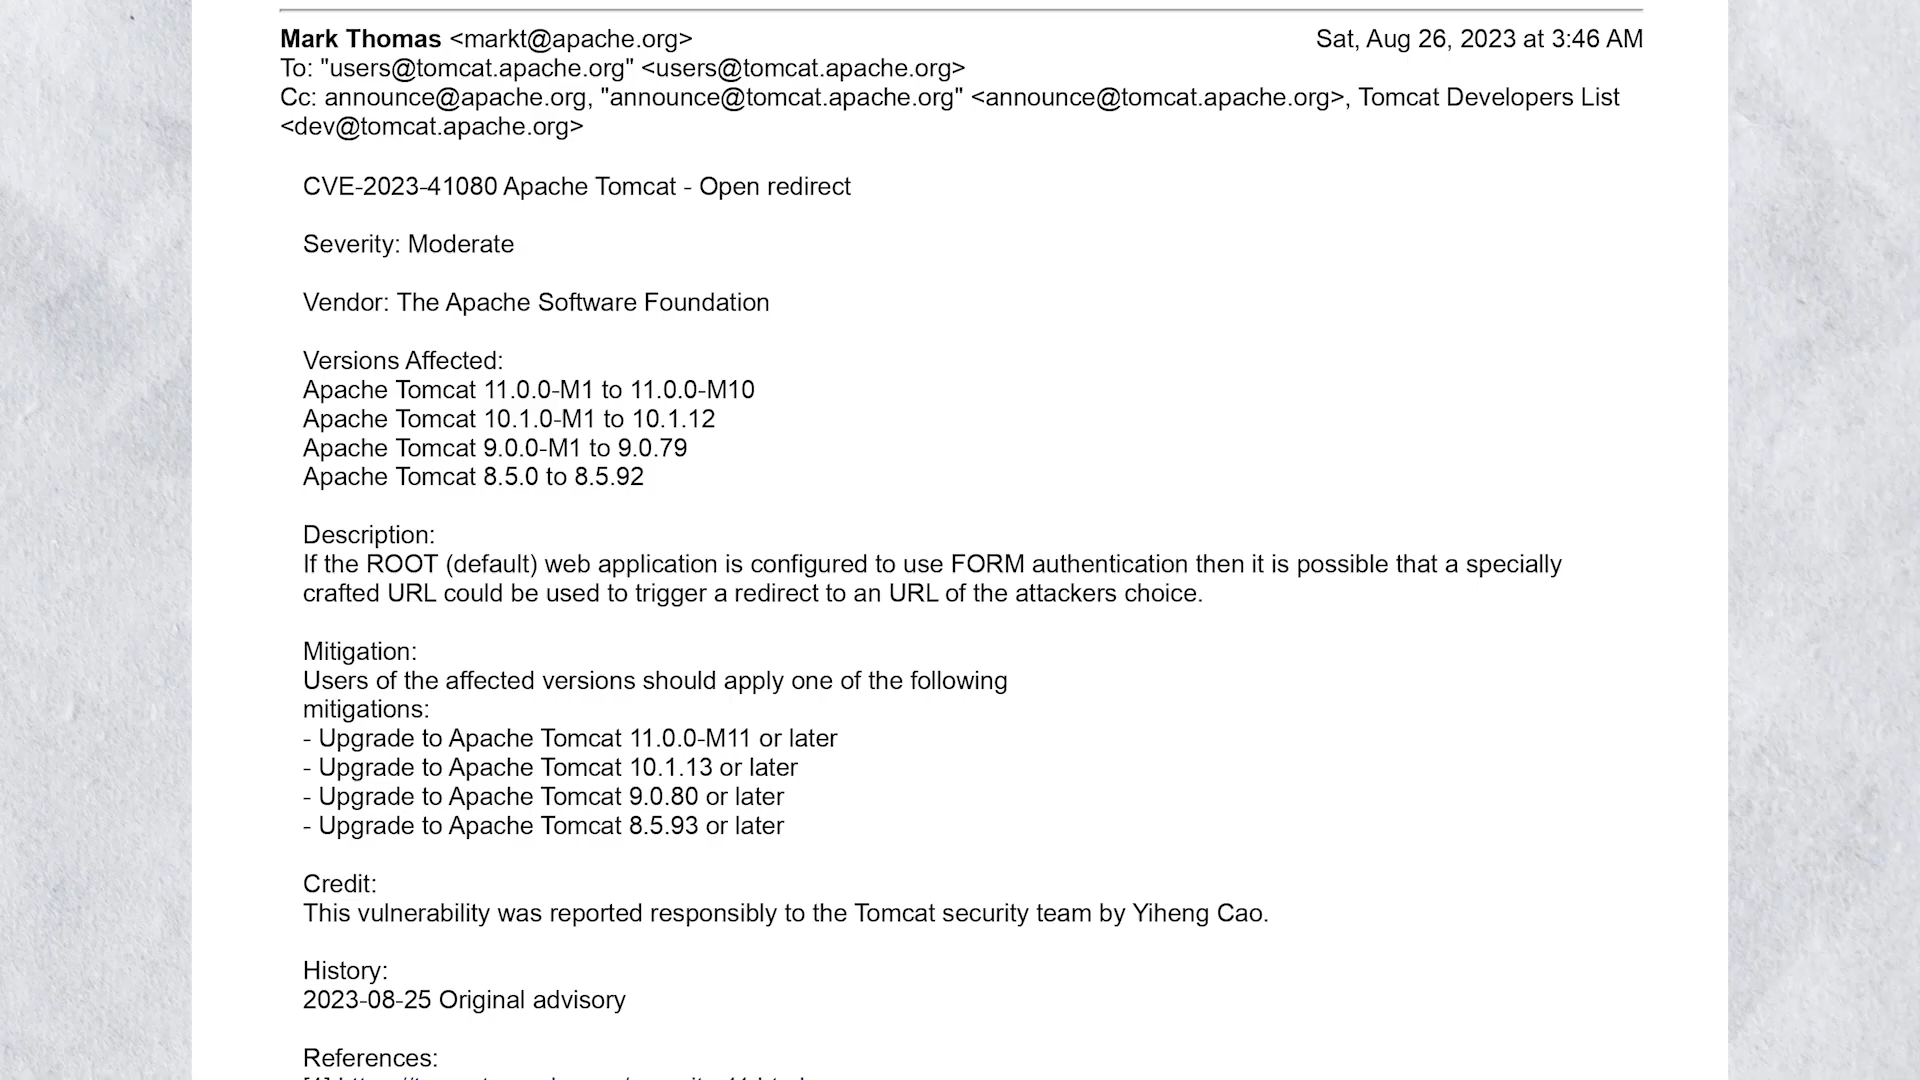 Mark Thomas <markt@apache.org> Sat, Aug 26, 2023 at 3:46 AM
To: "users@tomcat.apache.org" <users@tomcat.apache.org>
Cc: announce@apache.org, "announce@tomcat.apache.org" <announce@tomcat.apache.org>, Tomcat Developers List
<dev@tomcat.apache.org>
CVE-2023-41080 Apache Tomcat - Open redirect
Severity: Moderate
Vendor: The Apache Software Foundation
Versions Affected:
Apache Tomcat 11.0.0-M1 to 11.0.0-M10
Apache Tomcat 10.1.0-M1 to 10.1.12
Apache Tomcat 9.0.0-M1 to 9.0.79
Apache Tomcat 8.5.0 to 8.5.92
Description:
If the ROOT (default) web application is configured to use FORM authentication then it is possible that a specially
crafted URL could be used to trigger a redirect to an URL of the attackers choice.
Mitigation:
Users of the affected versions should apply one of the following
mitigations:
- Upgrade to Apache Tomcat 11.0.0-M11 or later
- Upgrade to Apache Tomcat 10.1.13 or later
- Upgrade to Apache Tomcat 9.0.80 or later
- Upgrade to Apache Tomcat 8.5.93 or later
Credit:
This vulnerability was reported responsibly to the Tomcat security team by Yiheng Cao.
History:
2023-08-25 Original advisory
References: